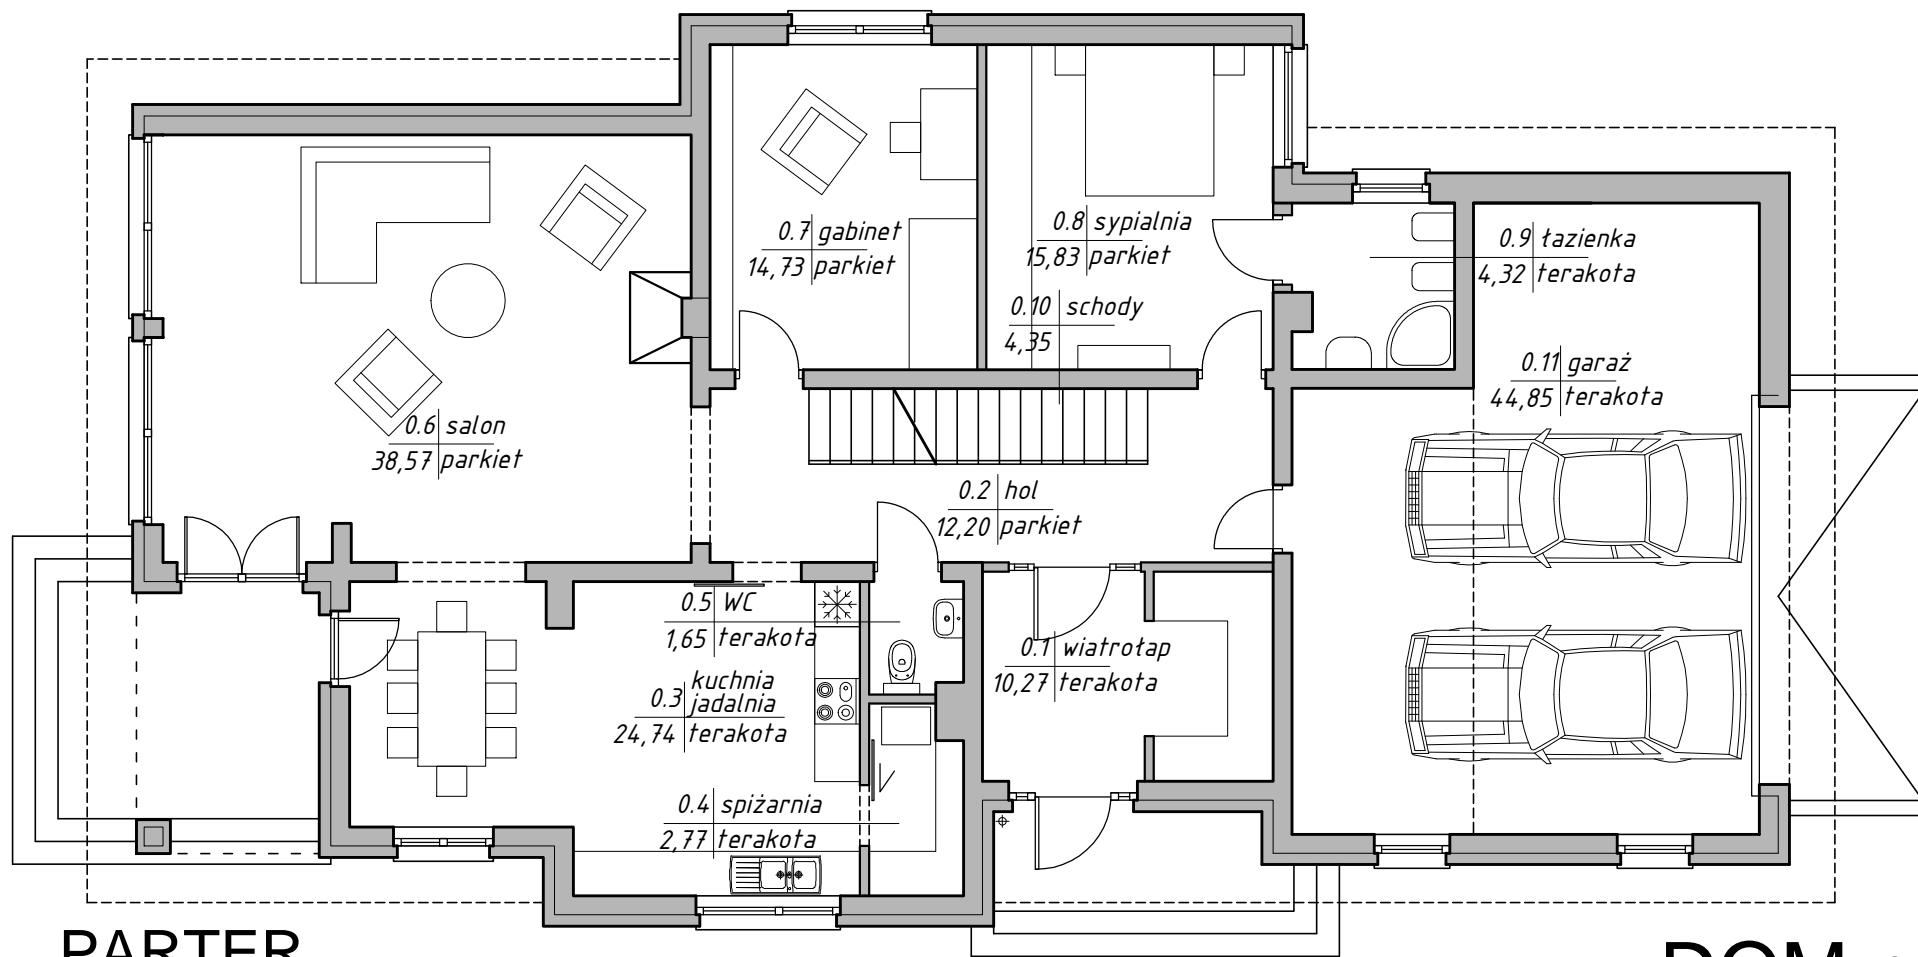 0.7 gabinet
14,73 parkiet
0.8 sypialnia
15,83 parkiet
0.9 łazienka
4,32 terakota
0.10 schody
4,35
0.11 garaż
44,85 terakota
0.6 salon
38,57 parkiet
0.2 hol
12,20 parkiet
0.5 WC
1,65 terakota
0.1 wiatrołap
10,27 terakota
0.3 kuchnia
jadalnia
24,74 terakota
0.4 spiżarnia
2,77 terakota
PARTER
DOM